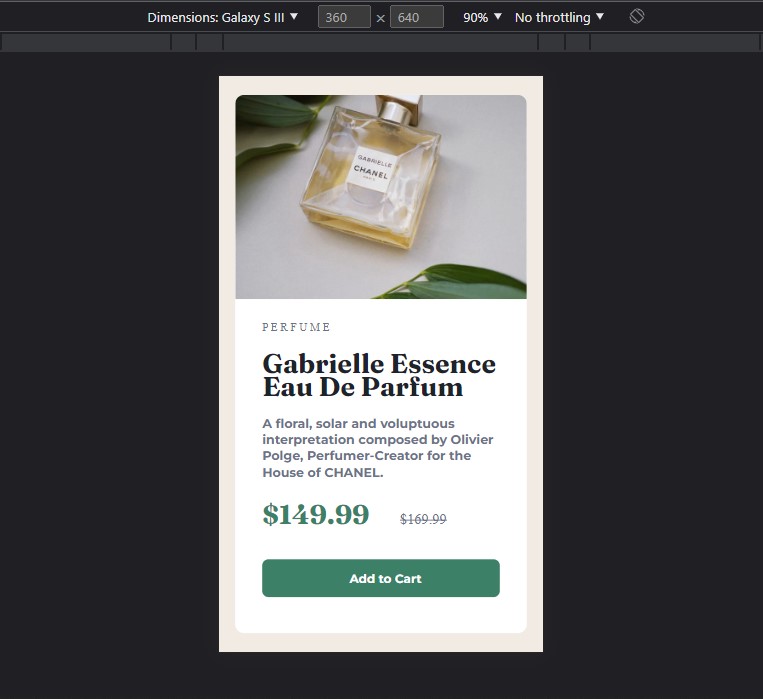 Dimensions: Galaxy S III ▼ 360 × 640 90% ▼ No throttling ▼
GABRIELLE
CHANEL
PERFUME
Gabrielle Essence
Eau De Parfum
A floral, solar and voluptuous
interpretation composed by Olivier
Polge, Perfumer-Creator for the
House of CHANEL.
$149.99 $169.99
Add to Cart